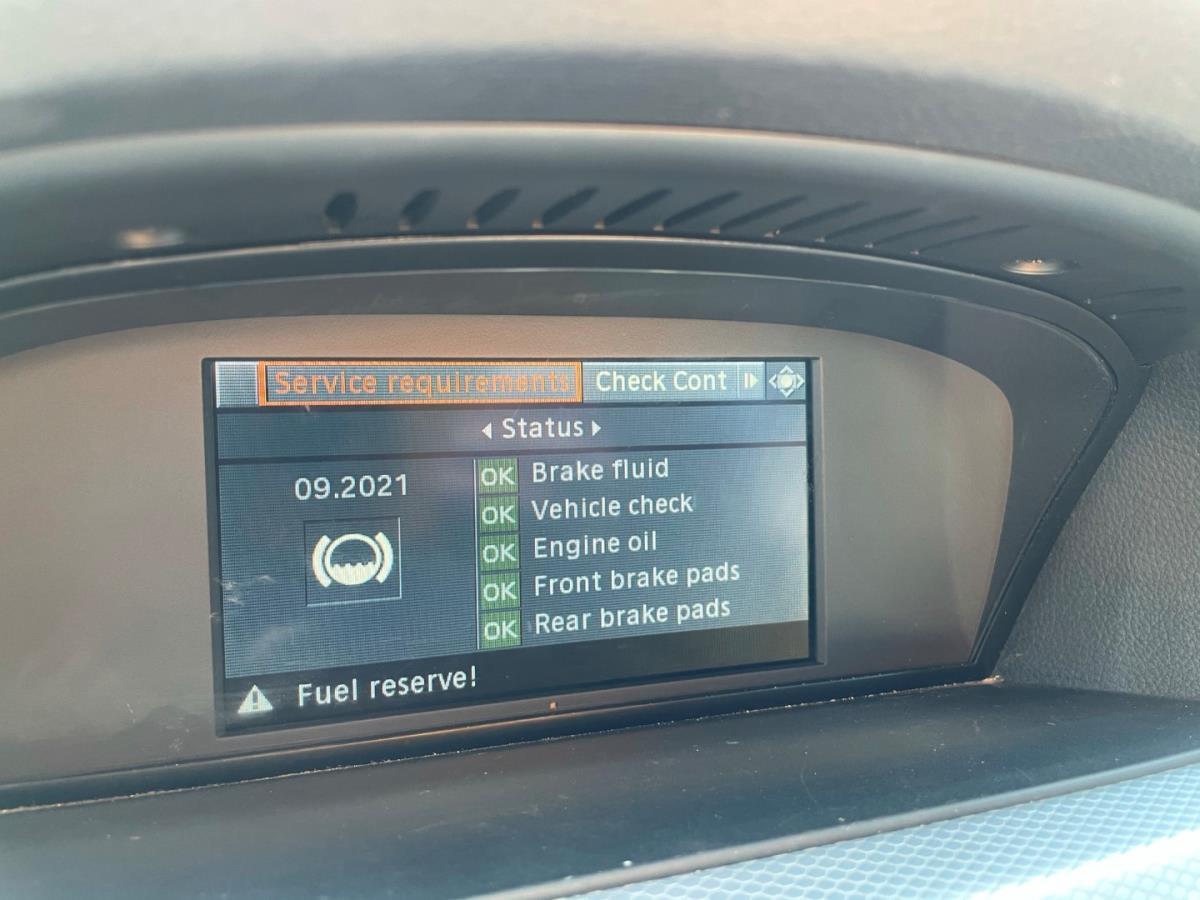 Service requirements Check Cont
Status
09.2021
OK Brake fluid
OK Vehicle check
OK Engine oil
OK Front brake pads
OK Rear brake pads
Fuel reserve!